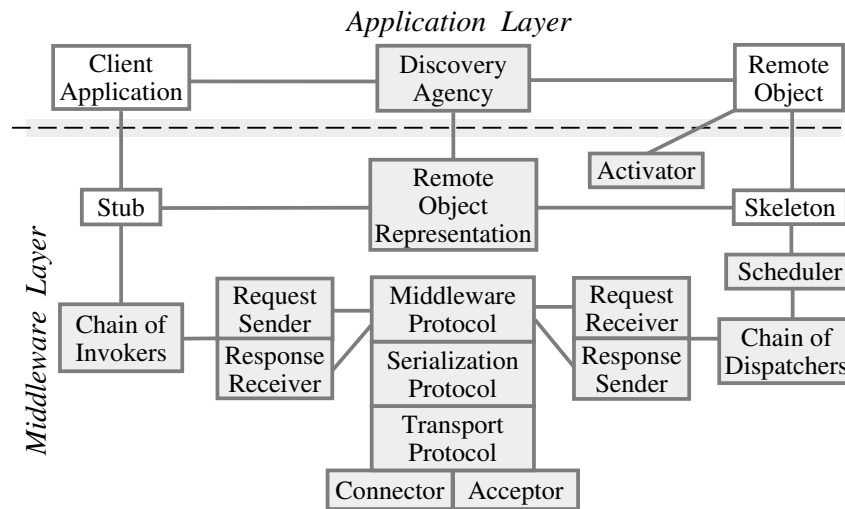 Application Layer
Client
Application
Discovery
Agency
Remote
Object
Activator
Stub
Remote
Object
Representation
Skeleton
Scheduler
Middleware Layer
Chain of
Invokers
Request
Sender
Response
Receiver
Middleware
Protocol
Serialization
Protocol
Transport
Protocol
Connector
Acceptor
Request
Receiver
Response
Sender
Chain of
Dispatchers